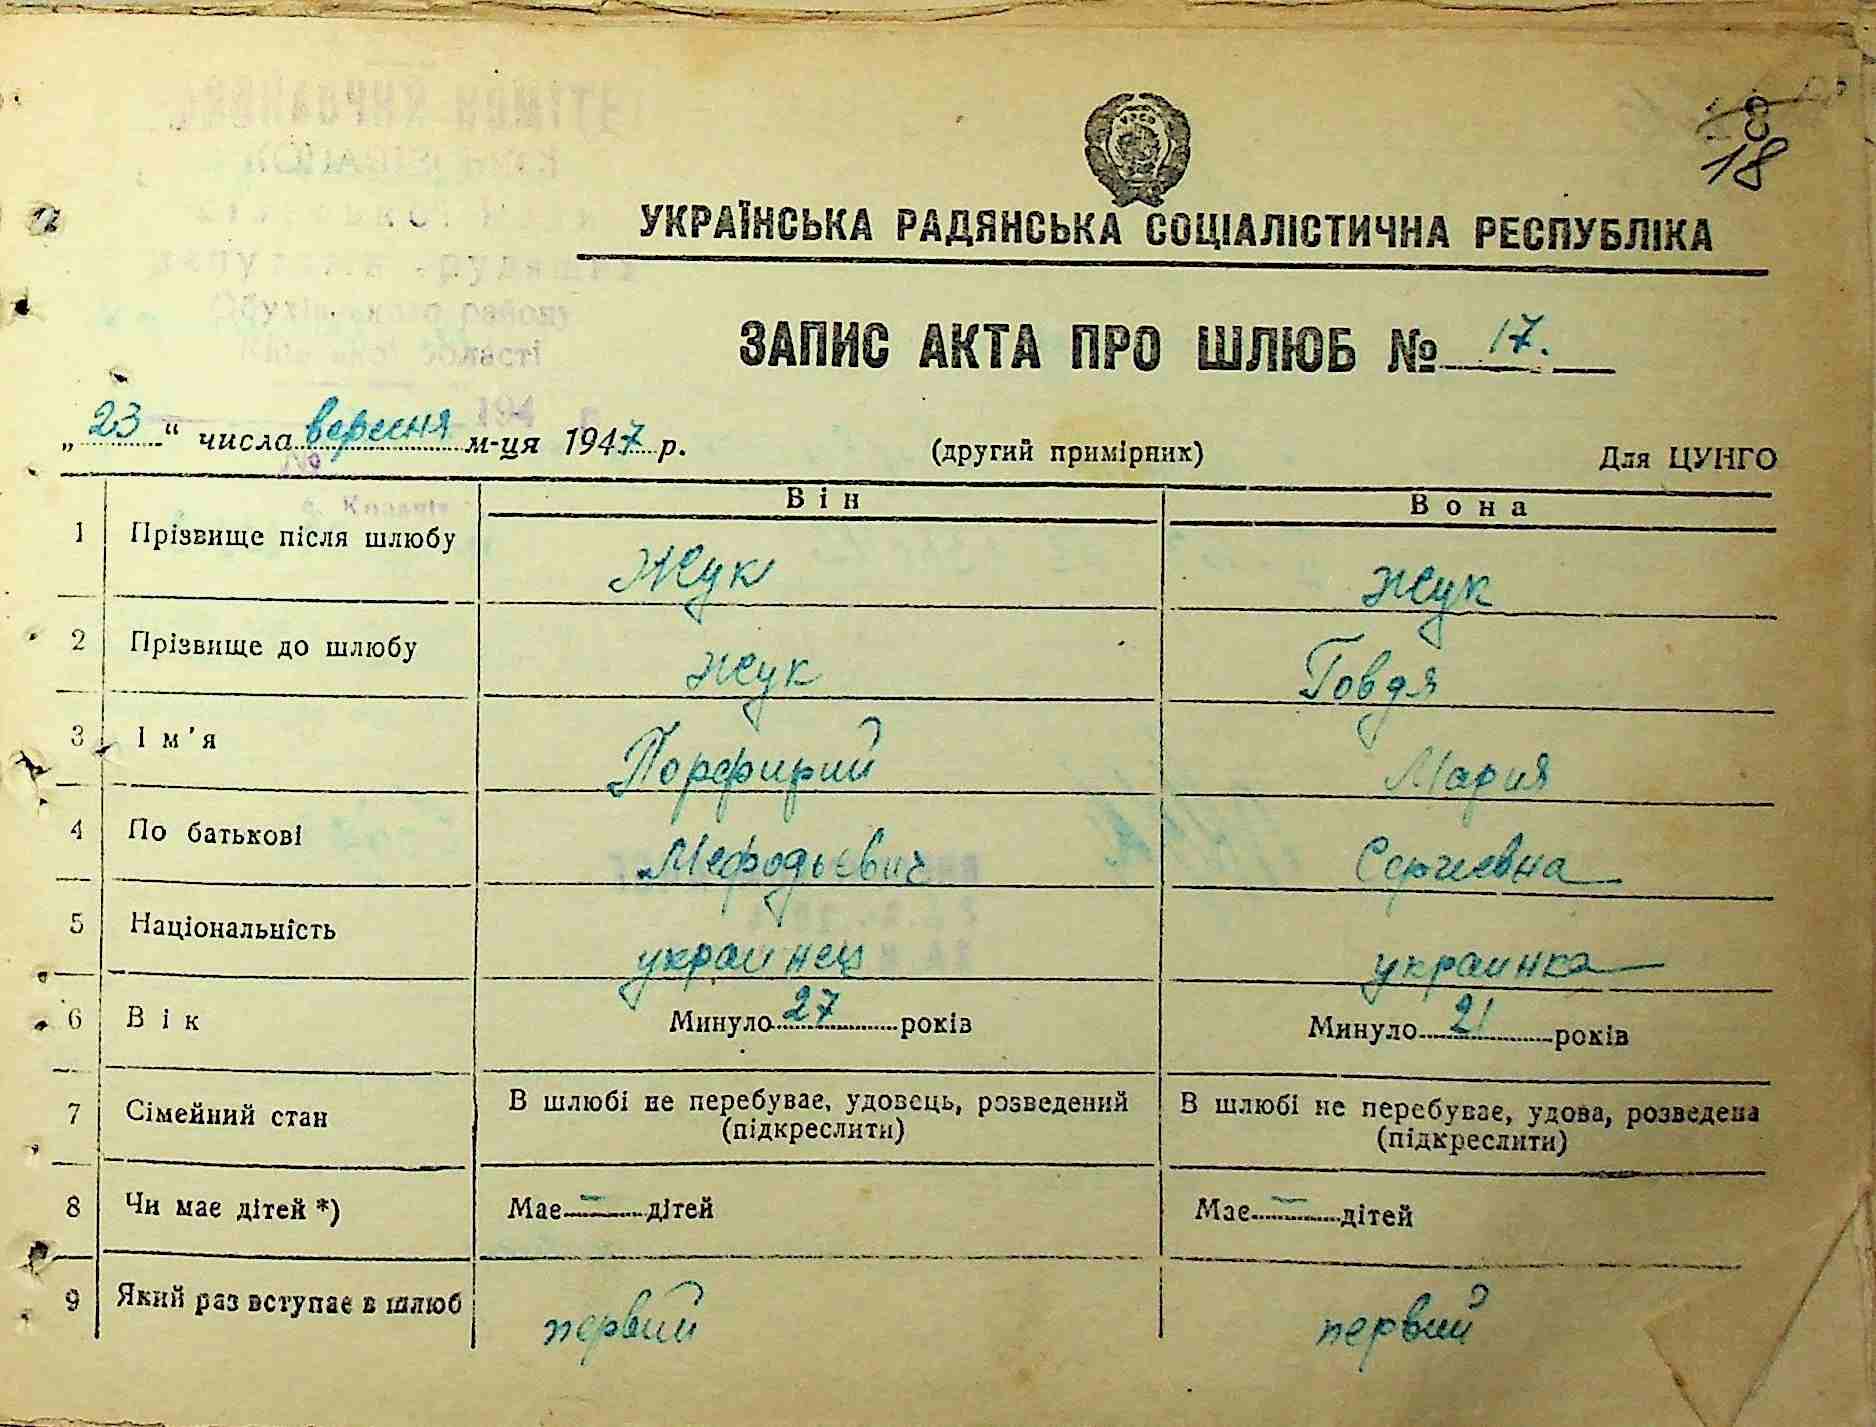 18
УКРАЇНСЬКА РАДЯНСЬКА СОЦІАЛІСТИЧНА РЕСПУБЛІКА
ЗАПИС АКТА ПРО ШЛЮБ № 17.
„23“ числа вересня м-ця 1947 р. (другий примірник) Для ЦУНГО
Він Вона
1 Прізвище після шлюбу Жук Жук
2 Прізвище до шлюбу Жук Говдя
3 Ім'я Порфирий Мария
4 По батькові Мефодьевич Сергиевна
5 Національність украинец украинка
6 Вік Минуло 27 років Минуло 21 років
7 Сімейний стан В шлюбі не перебуває, удовець, розведений В шлюбі не перебуває, удова, розведена
(підкреслити) (підкреслити)
8 Чи має дітей *) Має — дітей Має — дітей
9 Який раз вступає в шлюб первий первий